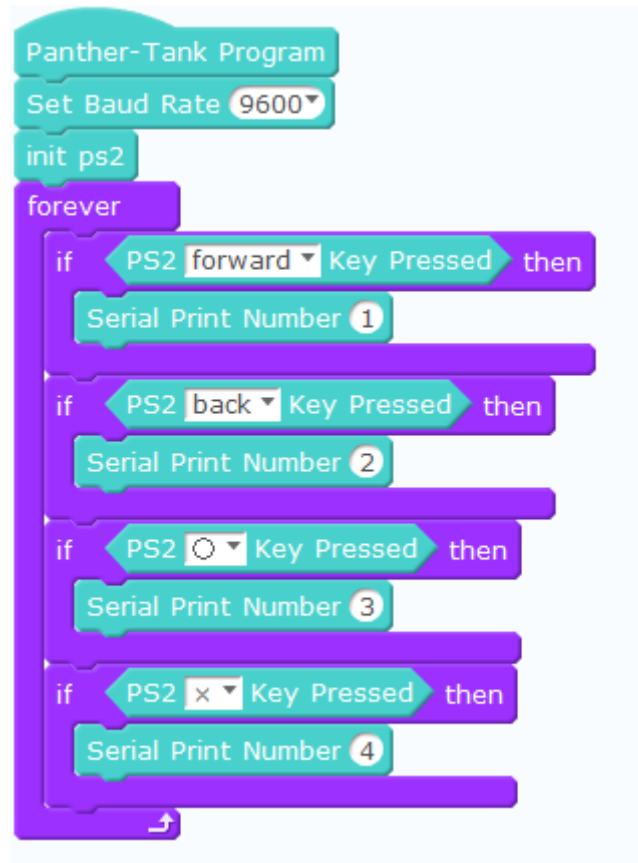 Panther-Tank Program
Set Baud Rate 9600
init ps2
forever
if PS2 forward Key Pressed then
Serial Print Number 1
if PS2 back Key Pressed then
Serial Print Number 2
if PS2 ○ Key Pressed then
Serial Print Number 3
if PS2 × Key Pressed then
Serial Print Number 4